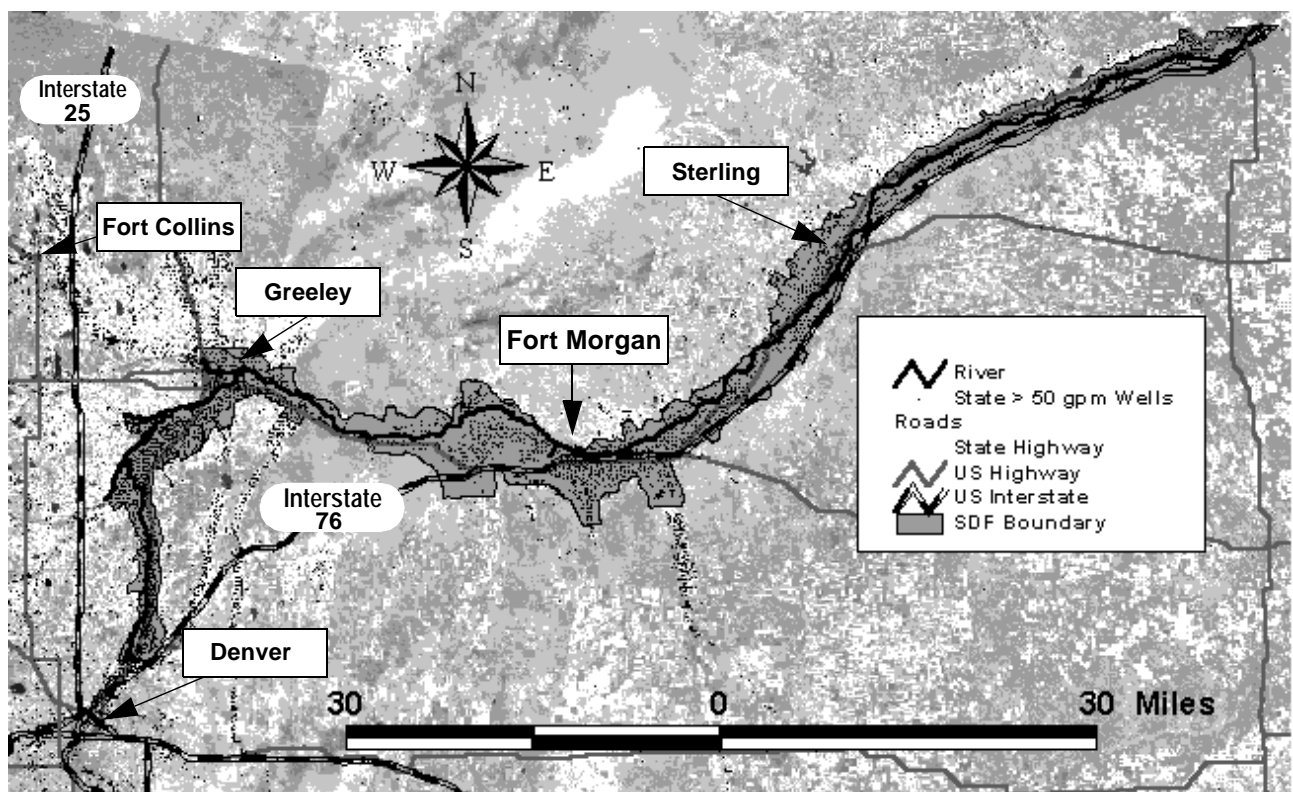 Interstate
25
N
W
E
S
Sterling
Fort Collins
Greeley
Fort Morgan
River
State > 50 gpm Wells
Roads
State Highway
US Highway
US Interstate
SDF Boundary
Interstate
76
Denver
30 0 30 Miles